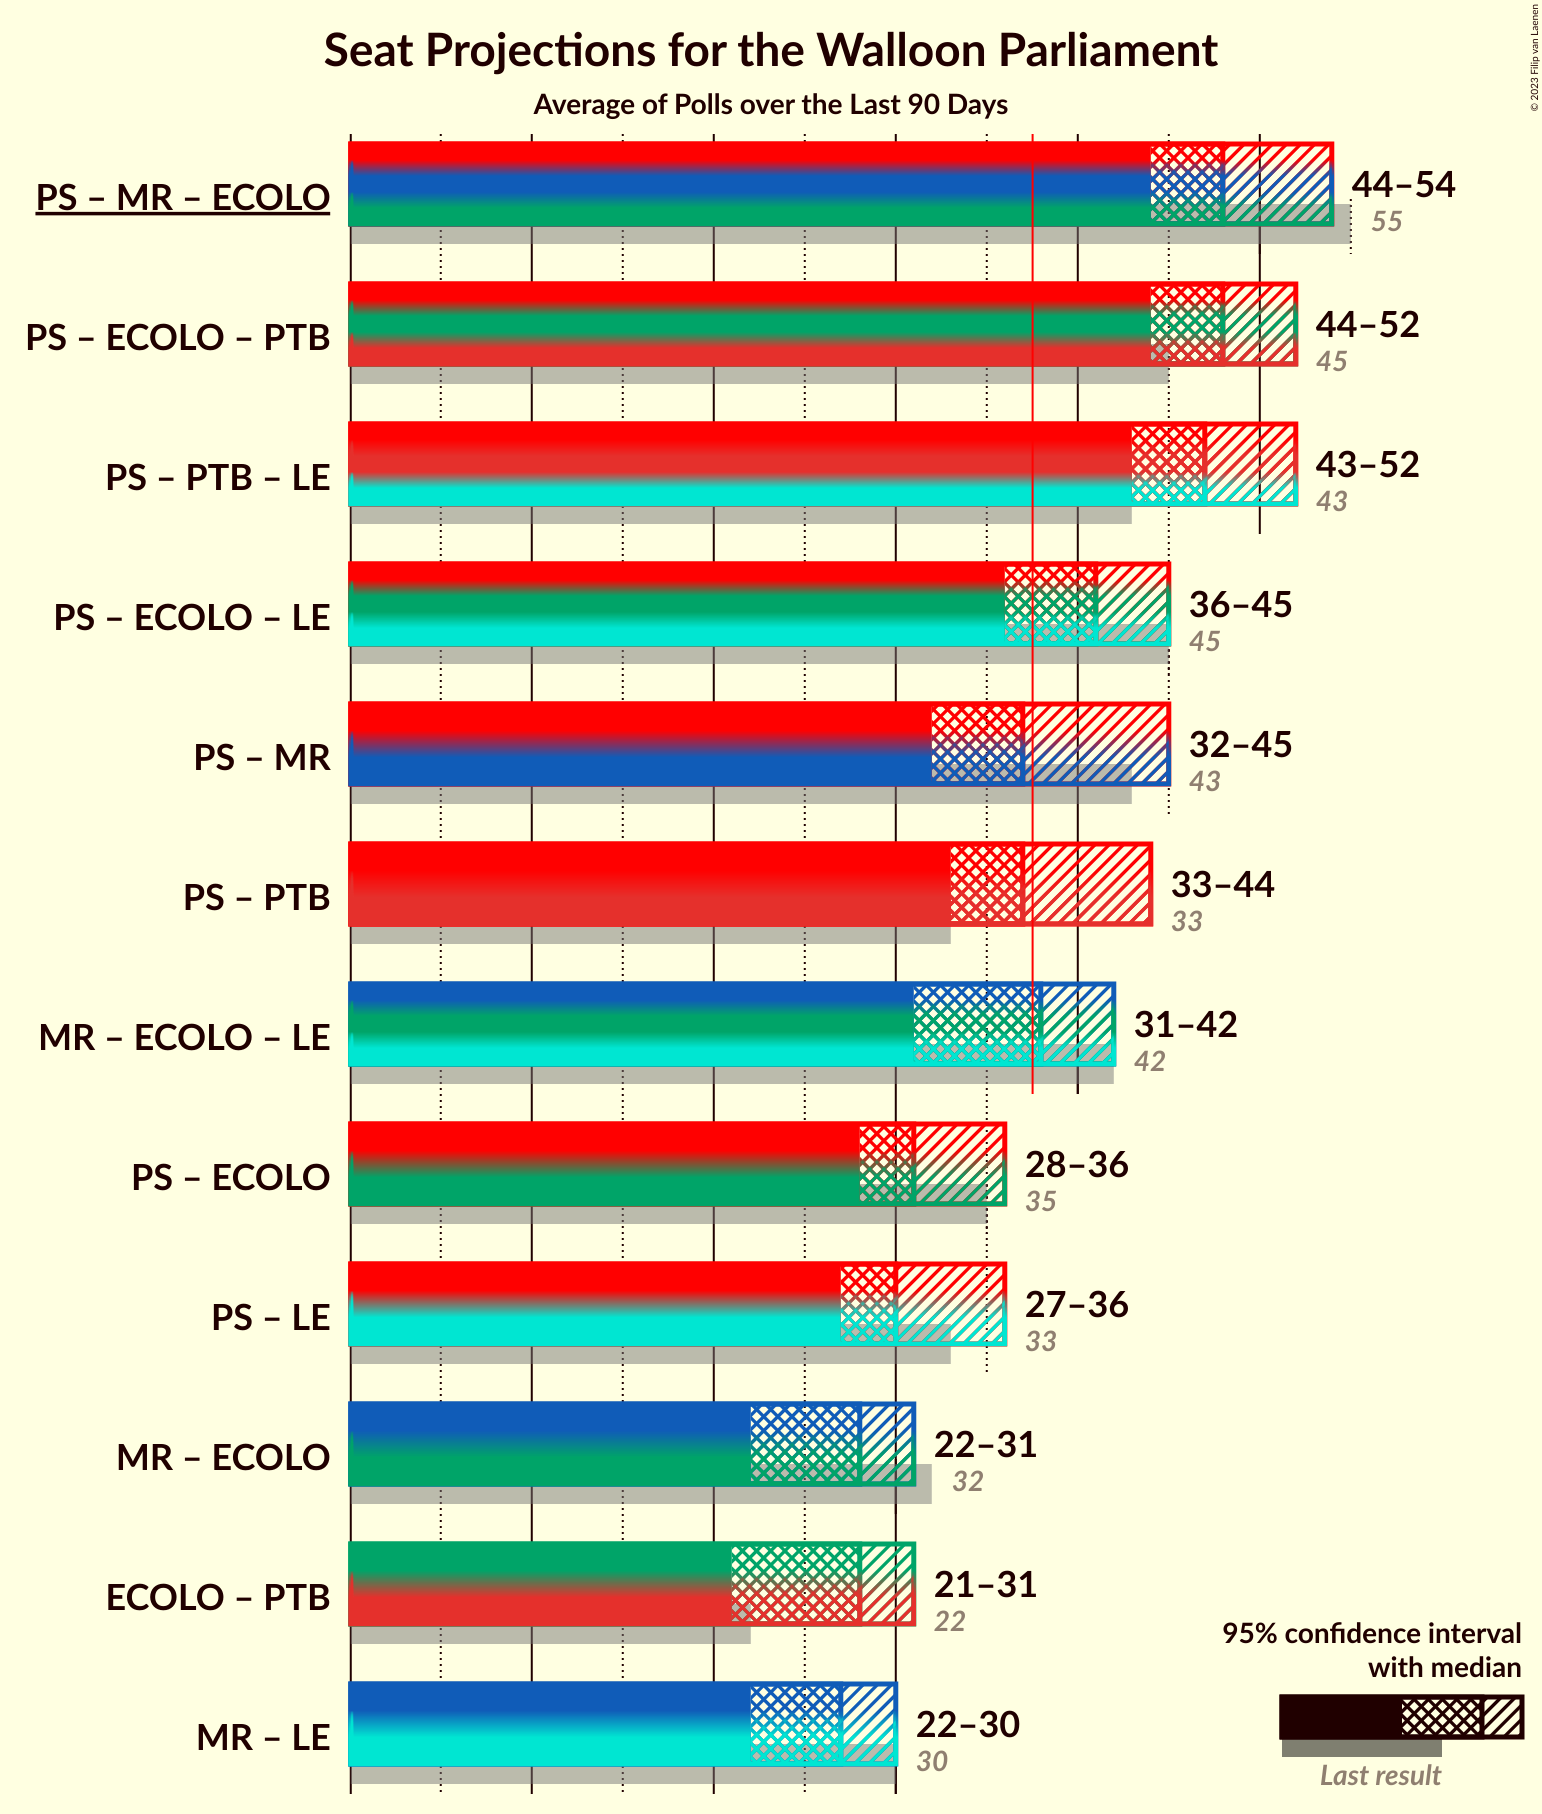 Seat Projections for the Walloon Parliament
Average of Polls over the Last 90 Days
© 2023 Filip van Laenen
PS – MR – ECOLO
44–54
55
PS – ECOLO – PTB
44–52
45
PS – PTB – LE
43–52
43
PS – ECOLO – LE
36–45
45
PS – MR
32–45
43
PS – PTB
33–44
33
MR – ECOLO – LE
31–42
42
PS – ECOLO
28–36
35
PS – LE
27–36
33
MR – ECOLO
22–31
32
ECOLO – PTB
21–31
22
MR – LE
22–30
30
95% confidence interval
with median
Last result